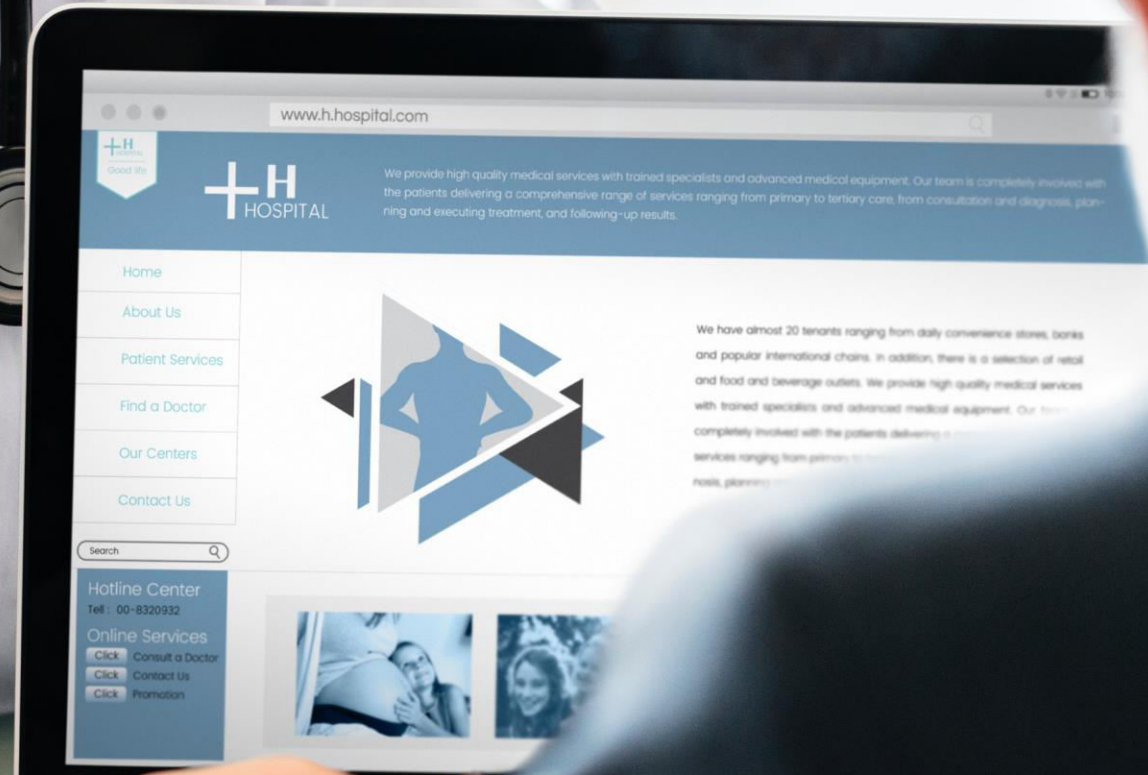 www.h.hospital.com
H
HOSPITAL
Good life
H
HOSPITAL
We provide high quality medical services with trained specialists and advanced medical equipment. Our team is completely involved with
the patients delivering a comprehensive range of services ranging from primary to tertiary care, from consultation and diagnosis, plan-
ning and executing treatment, and following-up results.
Home
About Us
Patient Services
Find a Doctor
Our Centers
Contact Us
Search
We have almost 20 tenants ranging from daily convenience stores, banks
and popular international chains. In addition, there is a selection of retail
and food and beverage outlets. We provide high quality medical services
with trained specialists and advanced medical equipment. Our
completely involved with the patients delivering a
services ranging from primary to
nosis, planning
Hotline Center
Tell : 00-8320932
Online Services
Click Consult a Doctor
Click Contact Us
Click Promotion